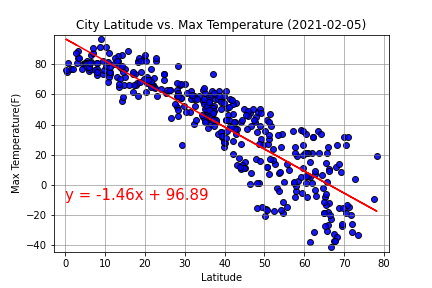 City Latitude vs. Max Temperature (2021-02-05)
Max Temperature(F)
80
60
40
20
0
−20
−40
y = -1.46x + 96.89
0 10 20 30 40 50 60 70 80
Latitude